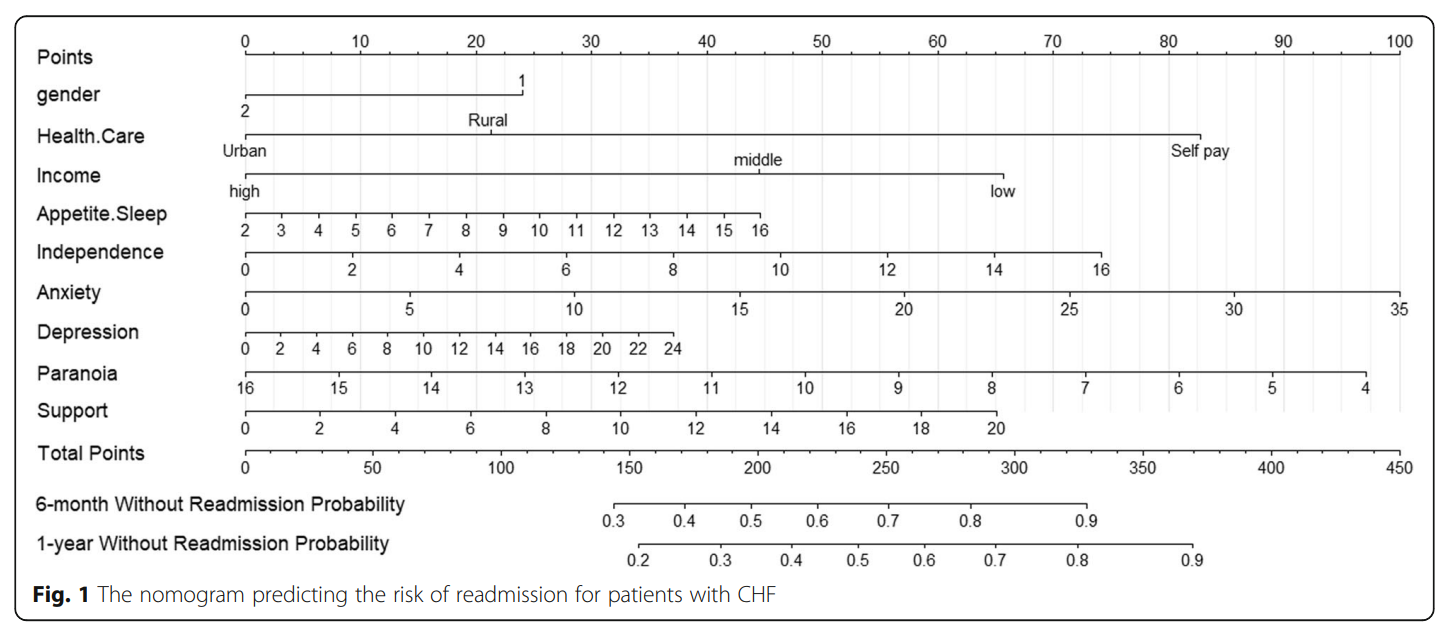 Points 0 10 20 30 40 50 60 70 80 90 100
gender 1
2
Health.Care Rural
Urban Self pay
Income middle
high low
Appetite.Sleep
2 3 4 5 6 7 8 9 10 11 12 13 14 15 16
Independence
0 2 4 6 8 10 12 14 16
Anxiety
0 5 10 15 20 25 30 35
Depression
0 2 4 6 8 10 12 14 16 18 20 22 24
Paranoia
16 15 14 13 12 11 10 9 8 7 6 5 4
Support
0 2 4 6 8 10 12 14 16 18 20
Total Points
0 50 100 150 200 250 300 350 400 450
6-month Without Readmission Probability
0.3 0.4 0.5 0.6 0.7 0.8 0.9
1-year Without Readmission Probability
0.2 0.3 0.4 0.5 0.6 0.7 0.8 0.9
Fig. 1 The nomogram predicting the risk of readmission for patients with CHF